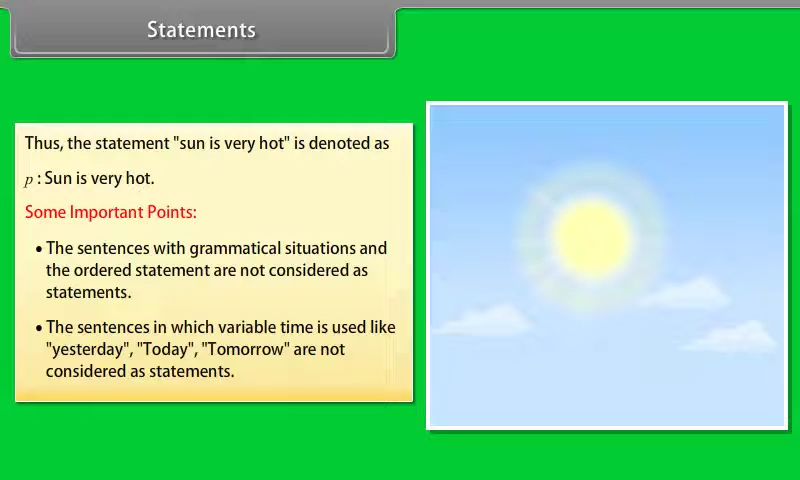 Statements
Thus, the statement "sun is very hot" is denoted as
p : Sun is very hot.
Some Important Points:
• The sentences with grammatical situations and
the ordered statement are not considered as
statements.
• The sentences in which variable time is used like
"yesterday", "Today", "Tomorrow" are not
considered as statements.